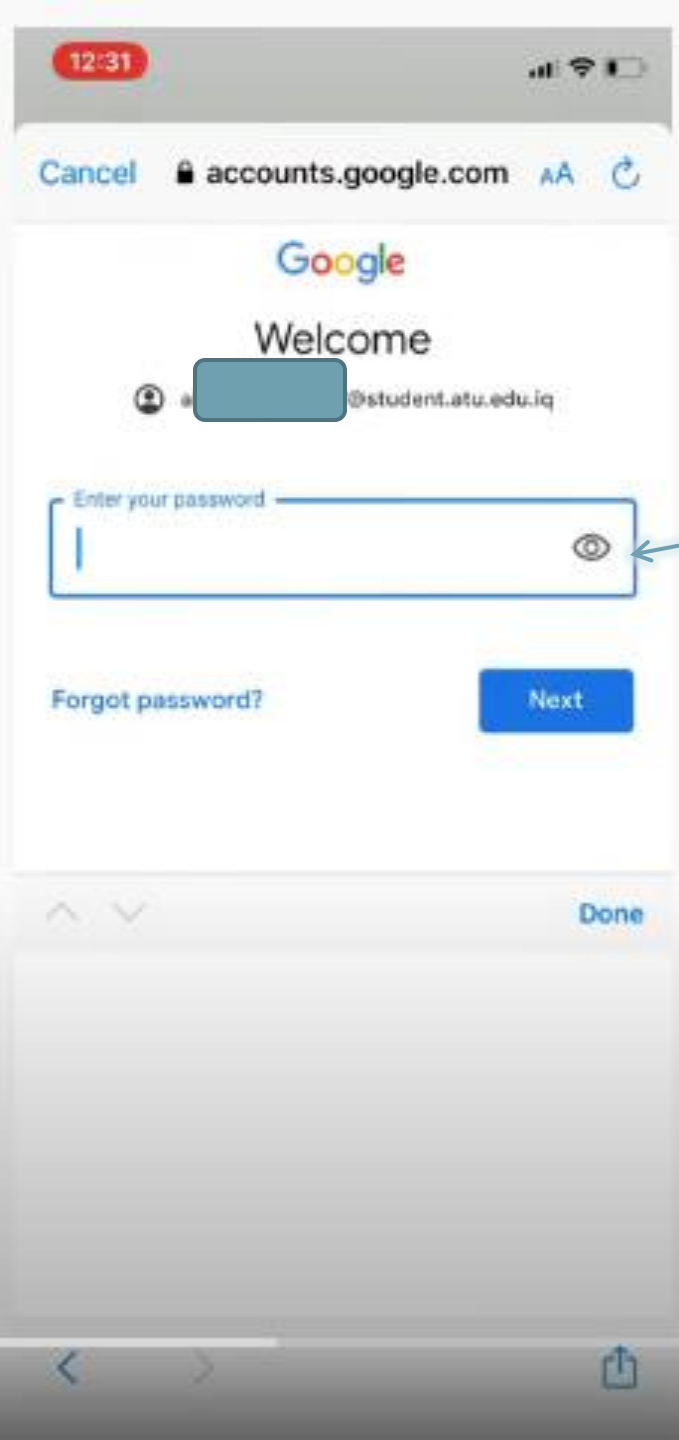 12:31
Cancel accounts.google.com AA
Google
Welcome
a @student.atu.edu.iq
Enter your password
Forgot password? Next
Done